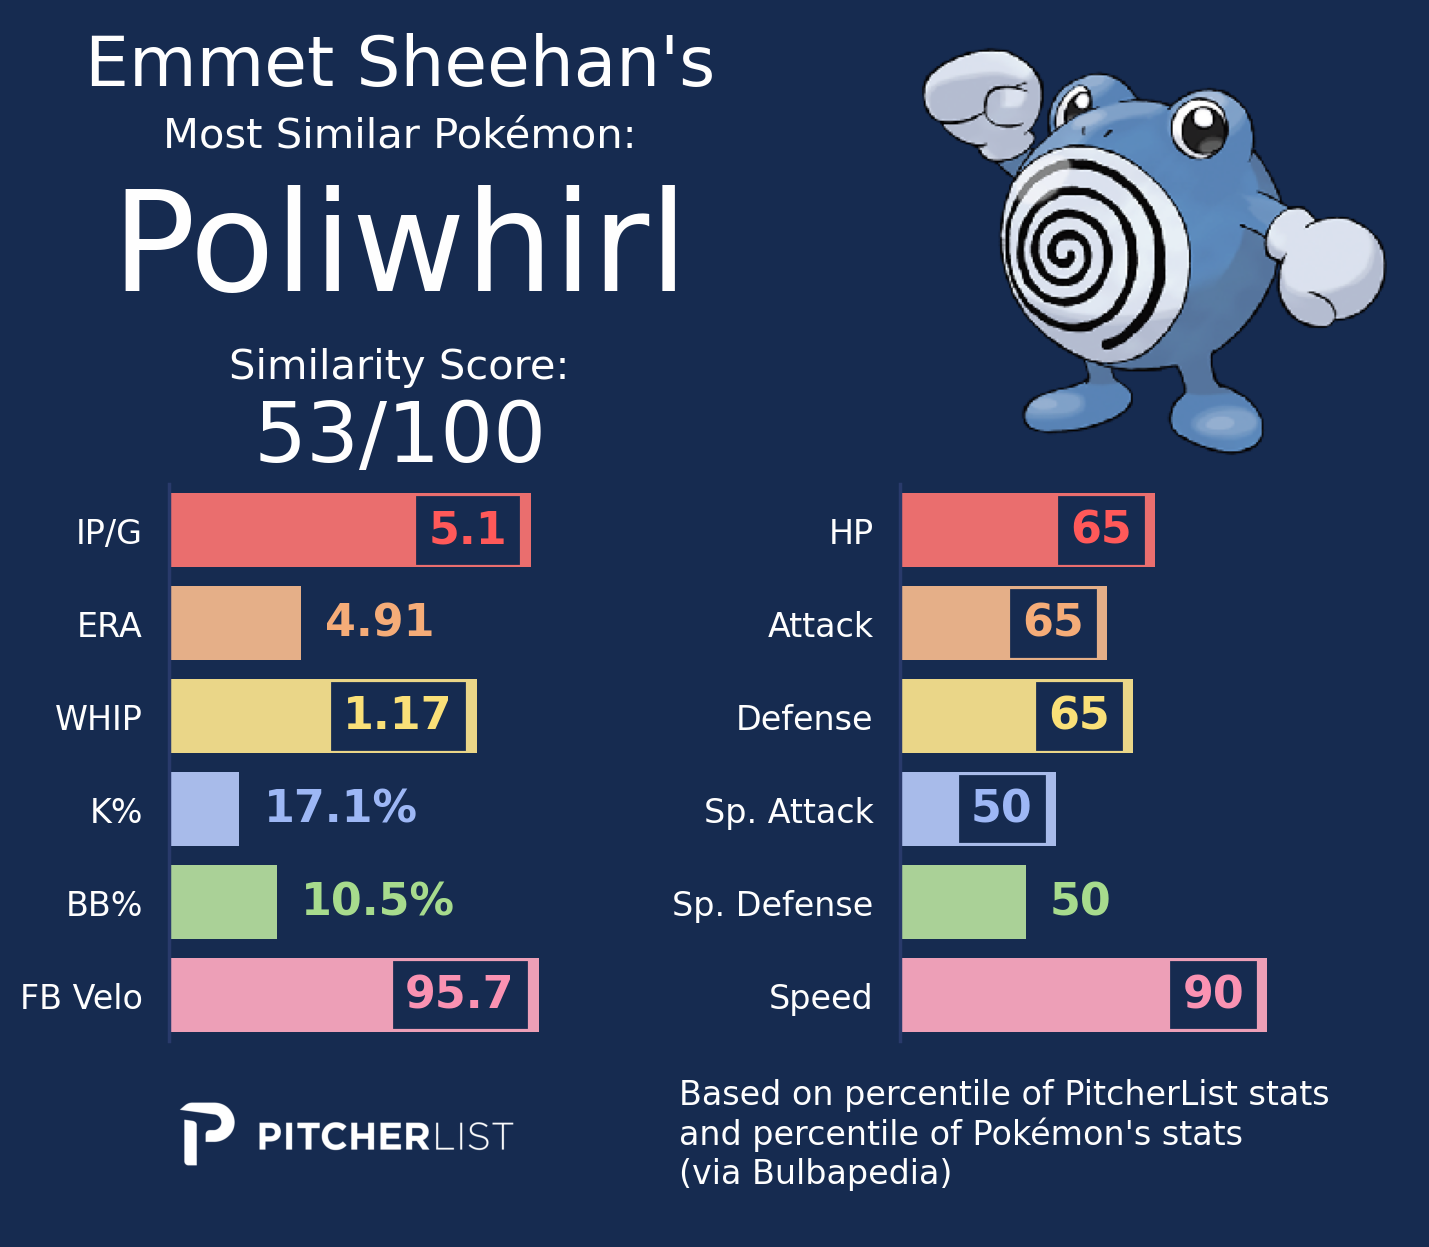 Emmet Sheehan's
Most Similar Pokémon:
Poliwhirl
Similarity Score:
53/100
IP/G 5.1
ERA 4.91
WHIP 1.17
K% 17.1%
BB% 10.5%
FB Velo 95.7
HP 65
Attack 65
Defense 65
Sp. Attack 50
Sp. Defense 50
Speed 90
PITCHERLIST
Based on percentile of PitcherList stats
and percentile of Pokémon's stats
(via Bulbapedia)